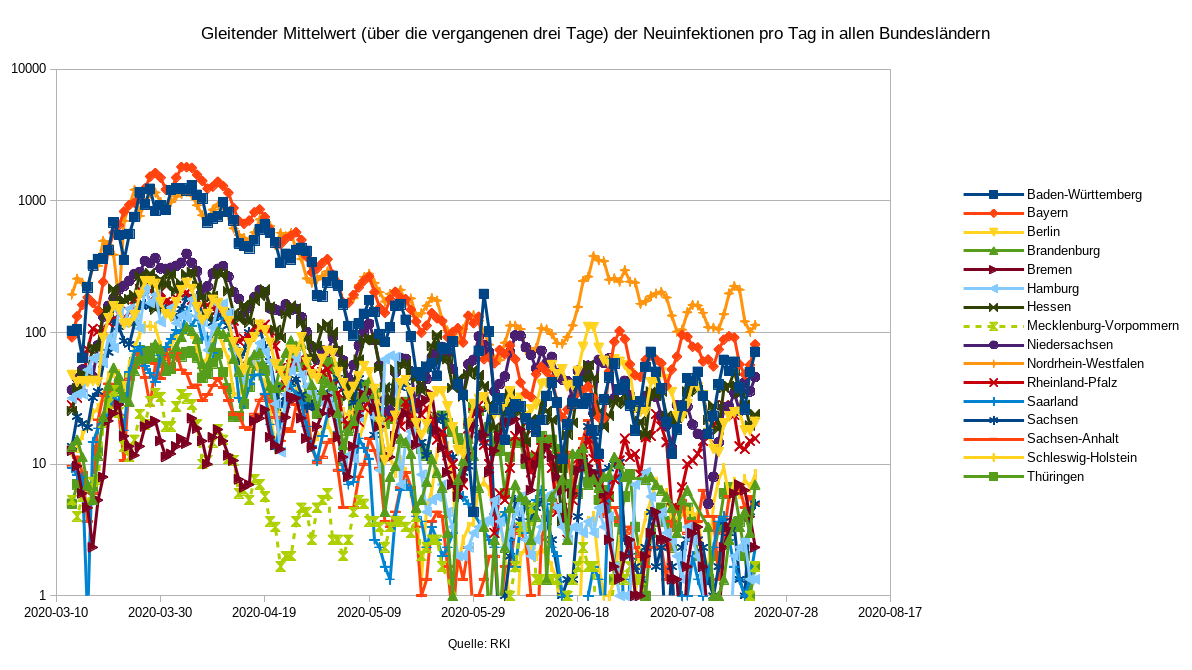 Gleitender Mittelwert (über die vergangenen drei Tage) der Neuinfektionen pro Tag in allen Bundesländern
10000
1000
100
10
1
2020-03-10 2020-03-30 2020-04-19 2020-05-09 2020-05-29 2020-06-18 2020-07-08 2020-07-28 2020-08-17
Quelle: RKI
Baden-Württemberg
Bayern
Berlin
Brandenburg
Bremen
Hamburg
Hessen
Mecklenburg-Vorpommern
Niedersachsen
Nordrhein-Westfalen
Rheinland-Pfalz
Saarland
Sachsen
Sachsen-Anhalt
Schleswig-Holstein
Thüringen